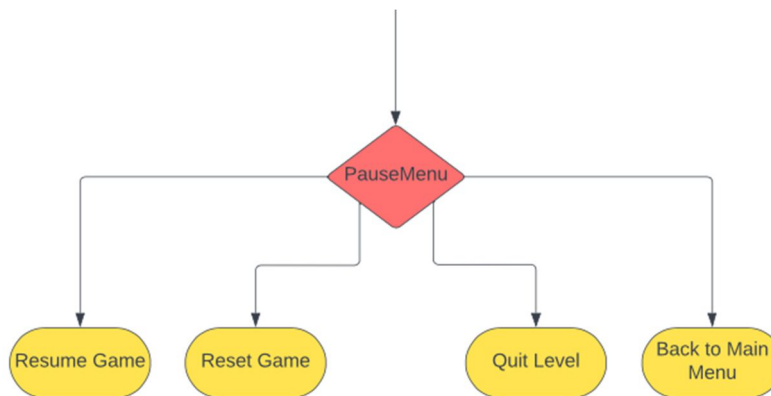 PauseMenu
Resume Game
Reset Game
Quit Level
Back to Main
Menu